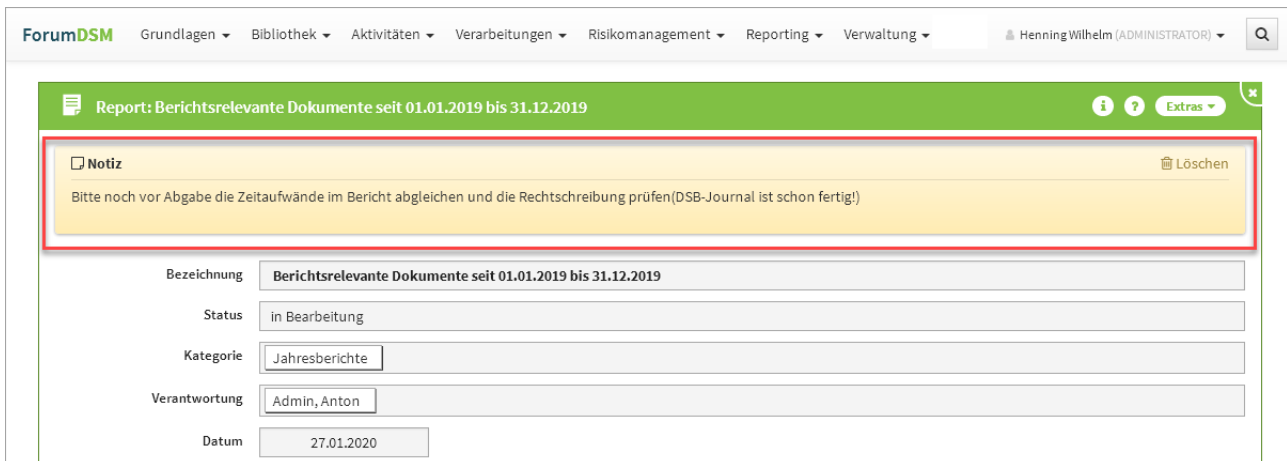 ForumDSM Grundlagen Bibliothek Aktivitäten Verarbeitungen Risikomanagement Reporting Verwaltung Henning Wilhelm (ADMINISTRATOR)
Report: Berichtsrelevante Dokumente seit 01.01.2019 bis 31.12.2019 i ? Extras x
Notiz Löschen
Bitte noch vor Abgabe die Zeitaufwände im Bericht abgleichen und die Rechtschreibung prüfen(DSB-Journal ist schon fertig!)
Bezeichnung Berichtsrelevante Dokumente seit 01.01.2019 bis 31.12.2019
Status in Bearbeitung
Kategorie Jahresberichte
Verantwortung Admin, Anton
Datum 27.01.2020